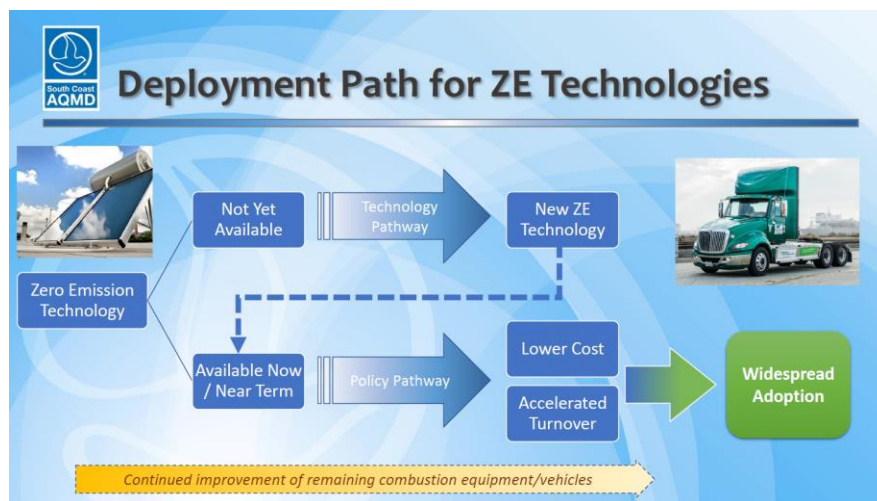 South Coast
AQMD
Deployment Path for ZE Technologies
Not Yet
Available
Technology
Pathway
New ZE
Technology
Zero Emission
Technology
Available Now
/ Near Term
Policy Pathway
Lower Cost
Accelerated
Turnover
Widespread
Adoption
Continued improvement of remaining combustion equipment/vehicles